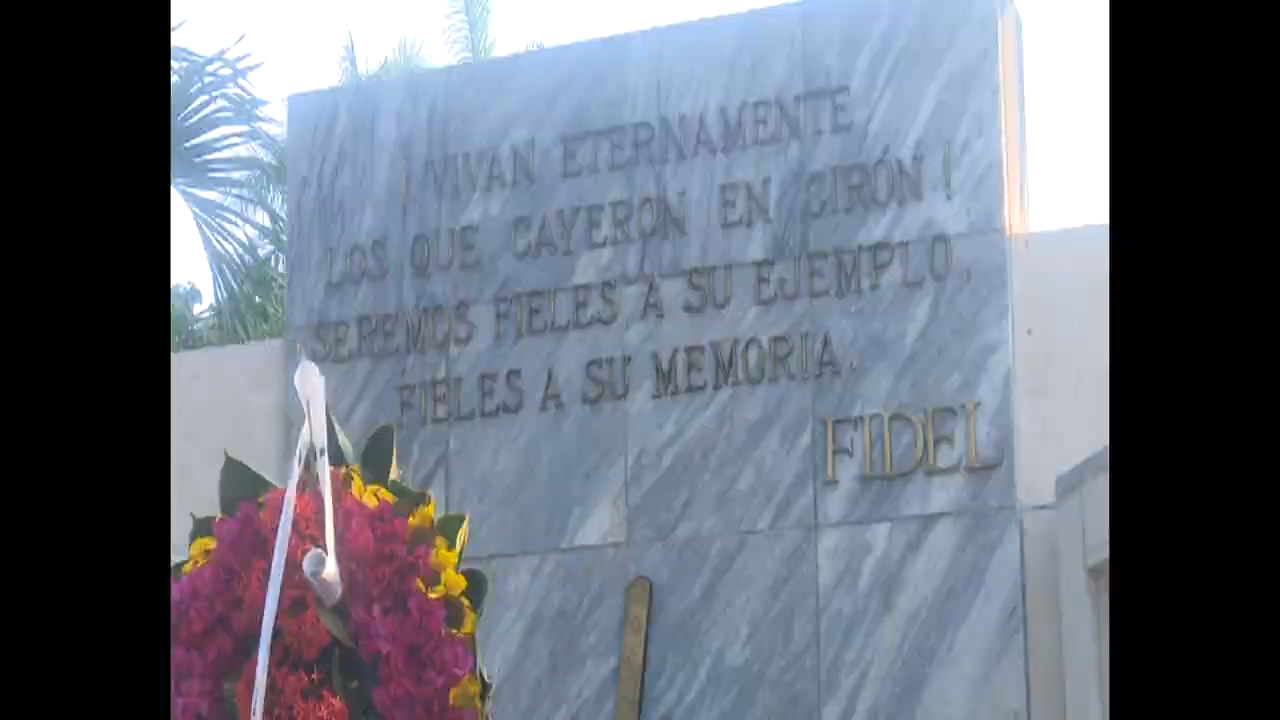 ¡VIVAN ETERNAMENTE
LOS QUE CAYERON EN GIRÓN!
SEREMOS FIELES A SU EJEMPLO,
FIELES A SU MEMORIA.
FIDEL